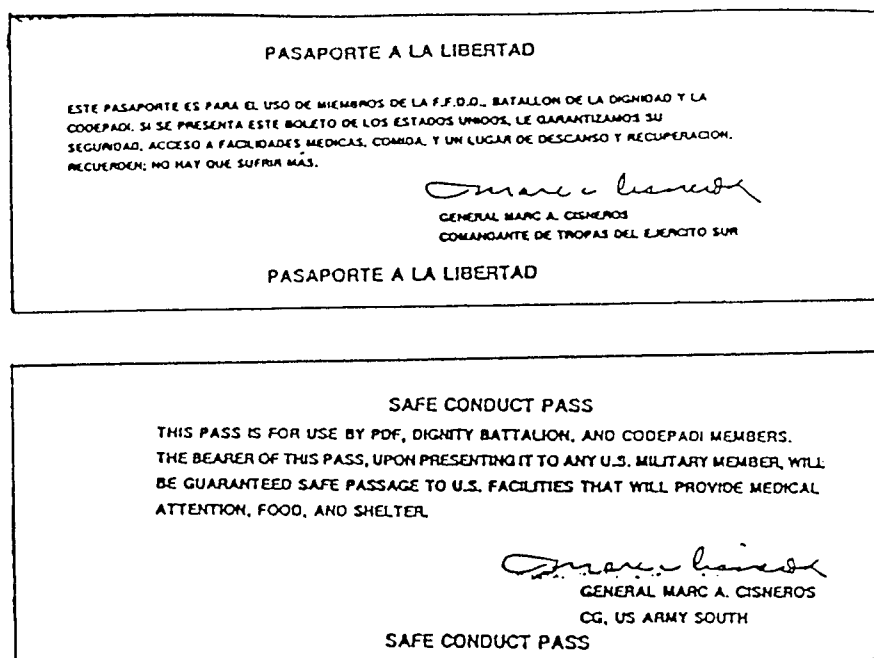 PASAPORTE A LA LIBERTAD
ESTE PASAPORTE ES PARA EL USO DE MIEMBROS DE LA F.F.D.D., BATALLON DE LA DIGNIDAD Y LA
CODEPADI. SI SE PRESENTA ESTE BOLETO DE LOS ESTADOS UNIDOS, LE GARANTIZAMOS SU
SEGURIDAD, ACCESO A FACILIDADES MEDICAS, COMIDA, Y UN LUGAR DE DESCANSO Y RECUPERACION.
RECUERDEN; NO HAY QUE SUFRIR MÁS.
Marc a Cisneros
GENERAL MARC A. CISNEROS
COMANDANTE DE TROPAS DEL EJERCITO SUR
PASAPORTE A LA LIBERTAD
SAFE CONDUCT PASS
THIS PASS IS FOR USE BY PDF, DIGNITY BATTALION, AND CODEPADI MEMBERS.
THE BEARER OF THIS PASS, UPON PRESENTING IT TO ANY U.S. MILITARY MEMBER, WILL
BE GUARANTEED SAFE PASSAGE TO U.S. FACILITIES THAT WILL PROVIDE MEDICAL
ATTENTION, FOOD, AND SHELTER.
Marc a Cisneros
GENERAL MARC A. CISNEROS
CG, US ARMY SOUTH
SAFE CONDUCT PASS